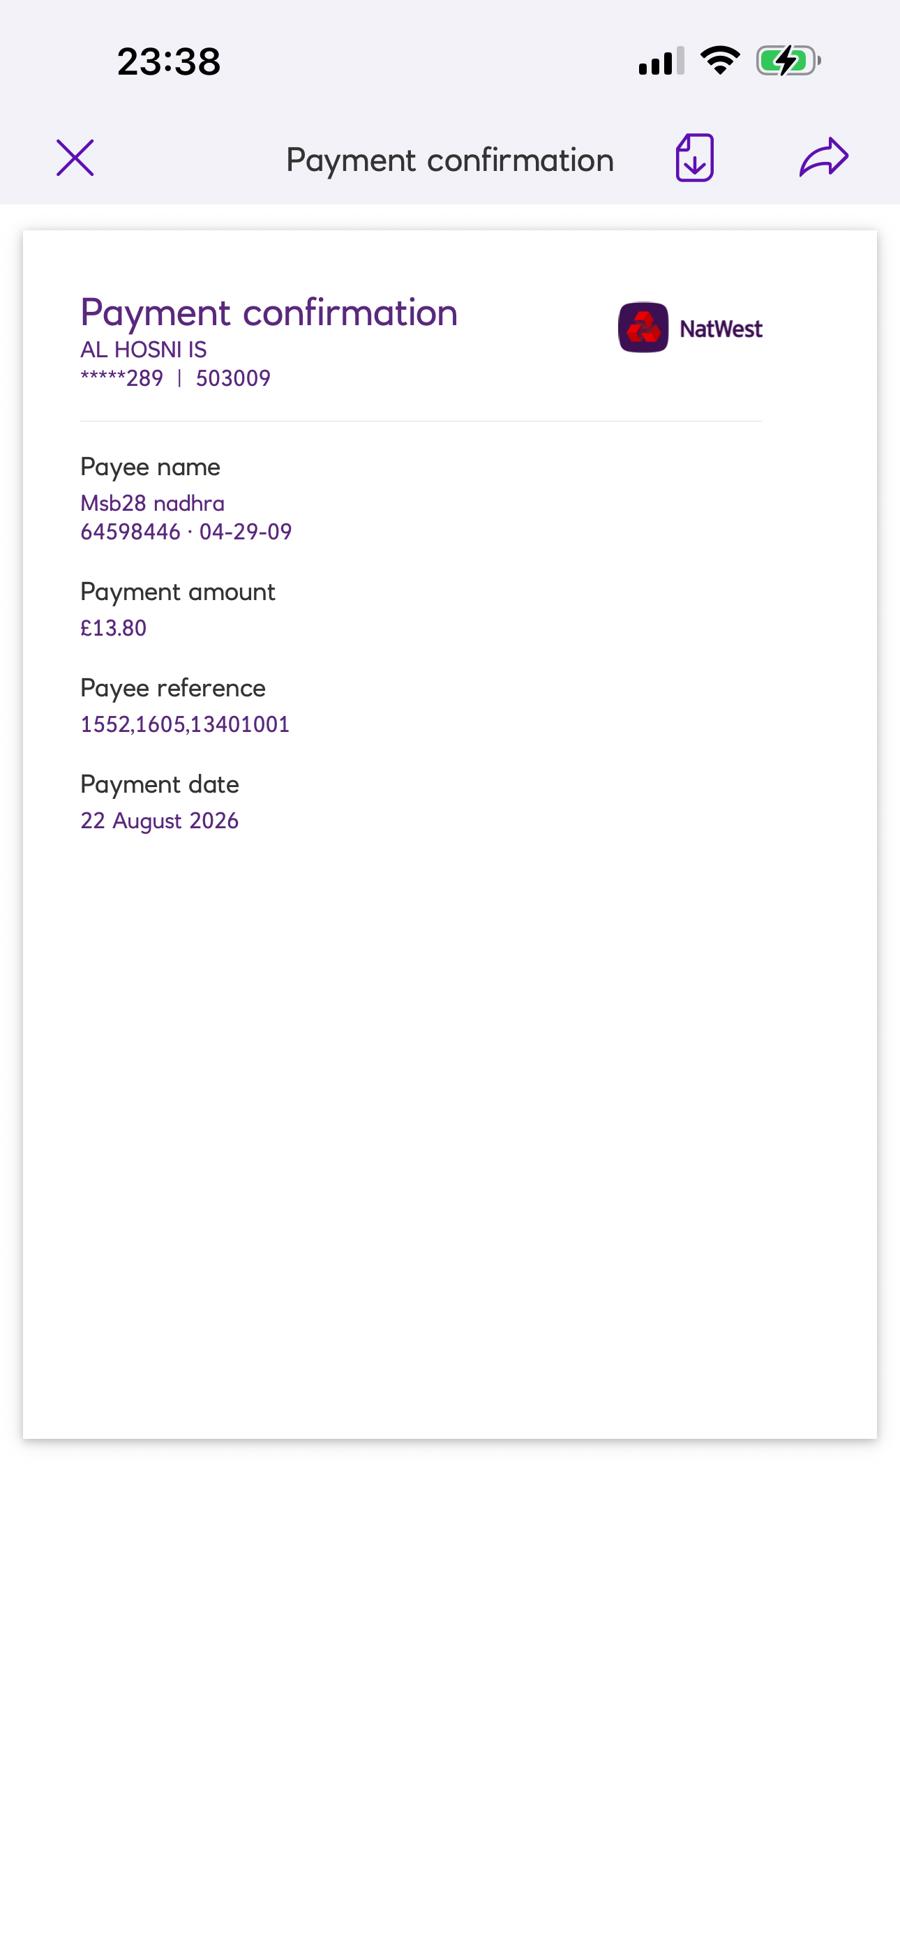 23:38
Payment confirmation
Payment confirmation
NatWest
AL HOSNI IS
*****289 | 503009
Payee name
Msb28 nadhra
64598446 · 04-29-09
Payment amount
£13.80
Payee reference
1552,1605,13401001
Payment date
22 August 2026